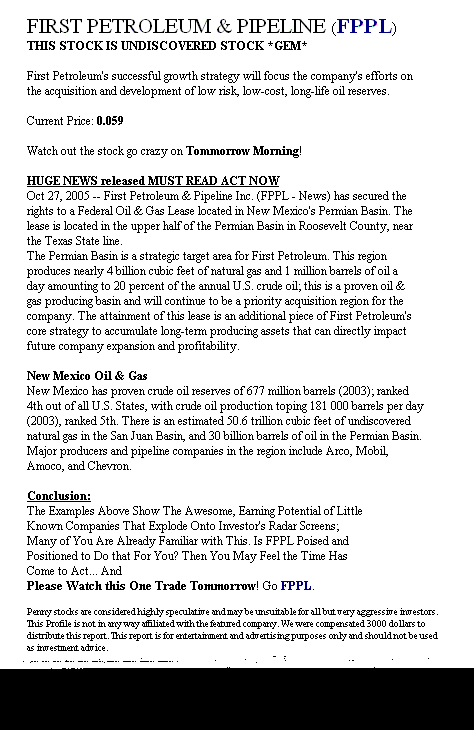 FIRST PETROLEUM & PIPELINE (FPPL)
THIS STOCK IS UNDISCOVERED STOCK *GEM*
First Petroleum's successful growth strategy will focus the company's efforts on
the acquisition and development of low risk, low-cost, long-life oil reserves.
Current Price: 0.059
Watch out the stock go crazy on Tommorrow Morning!
HUGE NEWS released MUST READ ACT NOW
Oct 27, 2005 -- First Petroleum & Pipeline Inc. (FPPL - News) has secured the
rights to a Federal Oil & Gas Lease located in New Mexico's Permian Basin. The
lease is located in the upper half of the Permian Basin in Roosevelt County, near
the Texas State line.
The Permian Basin is a strategic target area for First Petroleum. This region
produces nearly 4 billion cubic feet of natural gas and 1 million barrels of oil a
day amounting to 20 percent of the annual U.S. crude oil; this is a proven oil &
gas producing basin and will continue to be a priority acquisition region for the
company. The attainment of this lease is an additional piece of First Petroleum's
core strategy to accumulate long-term producing assets that can directly impact
future company expansion and profitability.
New Mexico Oil & Gas
New Mexico has proven crude oil reserves of 677 million barrels (2003); ranked
4th out of all U.S. States, with crude oil production toping 181 000 barrels per day
(2003), ranked 5th. There is an estimated 50.6 trillion cubic feet of undiscovered
natural gas in the San Juan Basin, and 30 billion barrels of oil in the Permian Basin.
Major producers and pipeline companies in the region include Arco, Mobil,
Amoco, and Chevron.
Conclusion:
The Examples Above Show The Awesome, Earning Potential of Little
Known Companies That Explode Onto Investor's Radar Screens;
Many of You Are Already Familiar with This. Is FPPL Poised and
Positioned to Do that For You? Then You May Feel the Time Has
Come to Act... And
Please Watch this One Trade Tommorrow! Go FPPL.
Penny stocks are considered highly speculative and may be unsuitable for all but very aggressive investors.
This Profile is not in any way affiliated with the featured company. We were compensated 3000 dollars to
distribute this report. This report is for entertainment and advertising purposes only and should not be used
as investment advice.